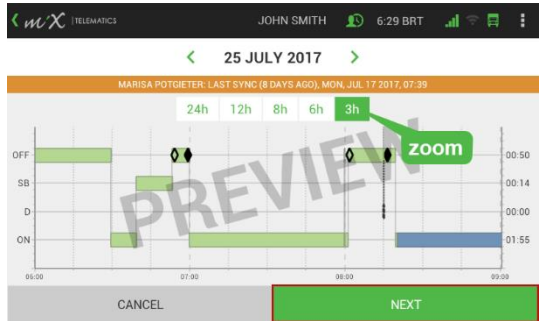 mix TELEMATICS JOHN SMITH 6:29 BRT
25 JULY 2017
MARISA POTGIETER: LAST SYNC (8 DAYS AGO), MON, JUL 17 2017, 07:39
24h 12h 8h 6h 3h
zoom
OFF 00:50
SB 00:14
D 00:00
ON 01:55
PREVIEW
06:00 07:00 08:00 09:00
CANCEL NEXT